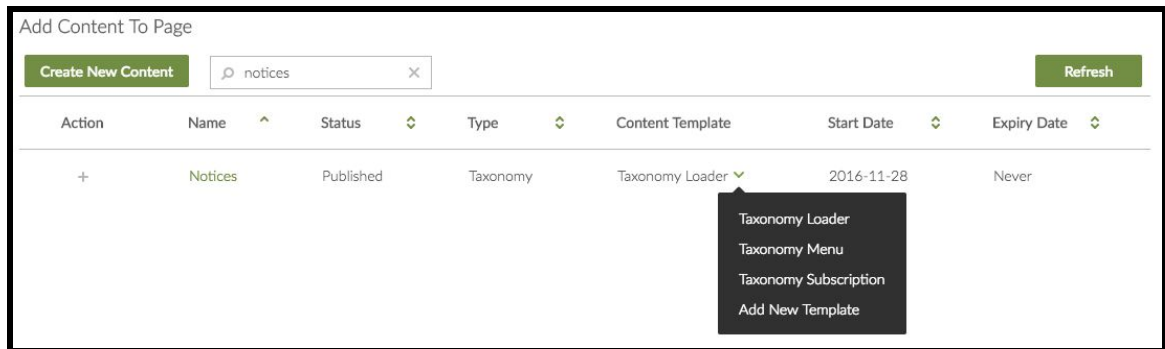 Add Content To Page
Create New Content notices Refresh
Action Name Status Type Content Template Start Date Expiry Date
+ Notices Published Taxonomy Taxonomy Loader 2016-11-28 Never
Taxonomy Loader
Taxonomy Menu
Taxonomy Subscription
Add New Template